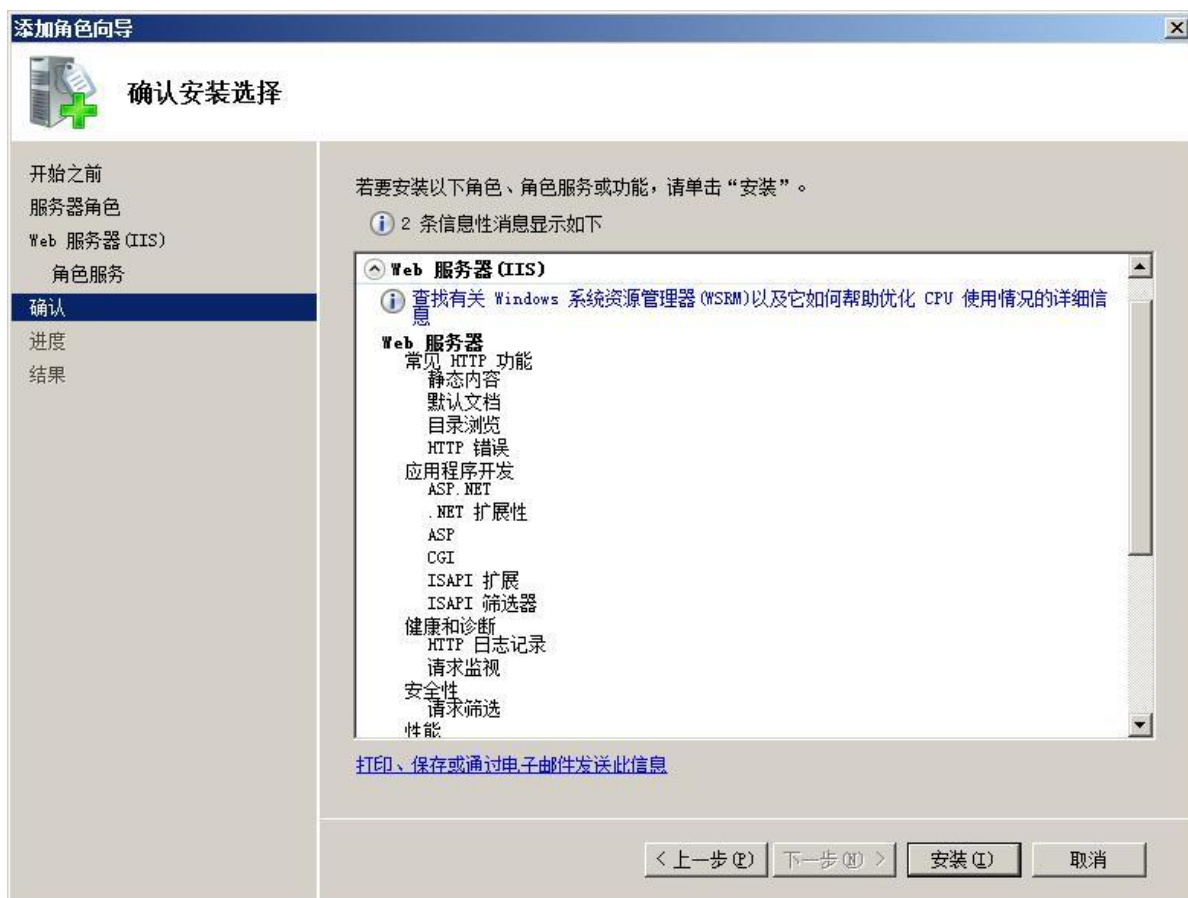 添加角色向导
确认安装选择
开始之前
服务器角色
Web 服务器(IIS)
角色服务
确认
进度
结果
若要安装以下角色、角色服务或功能，请单击“安装”。
2 条信息性消息显示如下
Web 服务器(IIS)
查找有关 Windows 系统资源管理器(WSRM)以及它如何帮助优化 CPU 使用情况的详细信
息
Web 服务器
常见 HTTP 功能
静态内容
默认文档
目录浏览
HTTP 错误
应用程序开发
ASP.NET
.NET 扩展性
ASP
CGI
ISAPI 扩展
ISAPI 筛选器
健康和诊断
HTTP 日志记录
请求监视
安全性
请求筛选
性能
打印、保存或通过电子邮件发送此信息
< 上一步(P)
下一步(N) >
安装(I)
取消